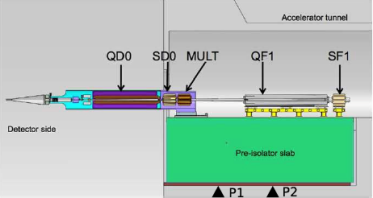 Accelerator tunnel
QD0 SD0 MULT QF1 SF1
Detector side
Pre-isolator slab
P1 P2